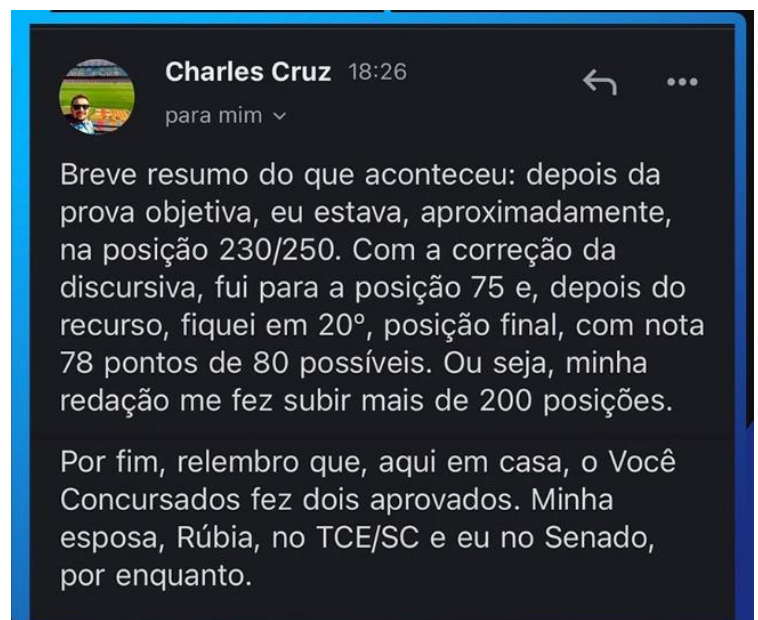 Charles Cruz 18:26
para mim
Breve resumo do que aconteceu: depois da
prova objetiva, eu estava, aproximadamente,
na posição 230/250. Com a correção da
discursiva, fui para a posição 75 e, depois do
recurso, fiquei em 20º, posição final, com nota
78 pontos de 80 possíveis. Ou seja, minha
redação me fez subir mais de 200 posições.
Por fim, relembro que, aqui em casa, o Você
Concursados fez dois aprovados. Minha
esposa, Rúbia, no TCE/SC e eu no Senado,
por enquanto.